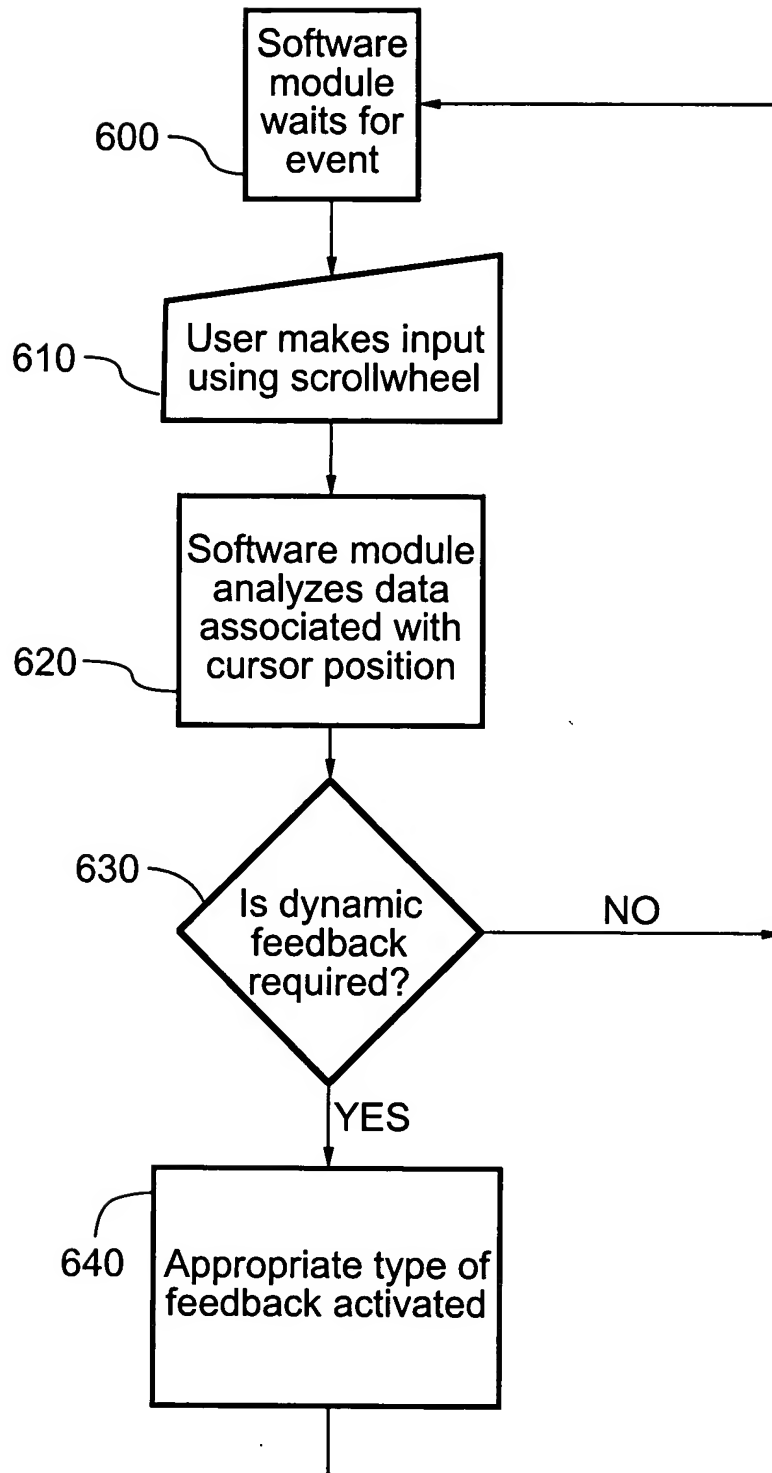 Software
module
waits for
event
600
User makes input
using scrollwheel
610
Software module
analyzes data
associated with
cursor position
620
630
Is dynamic
feedback
required?
NO
YES
640
Appropriate type of
feedback activated